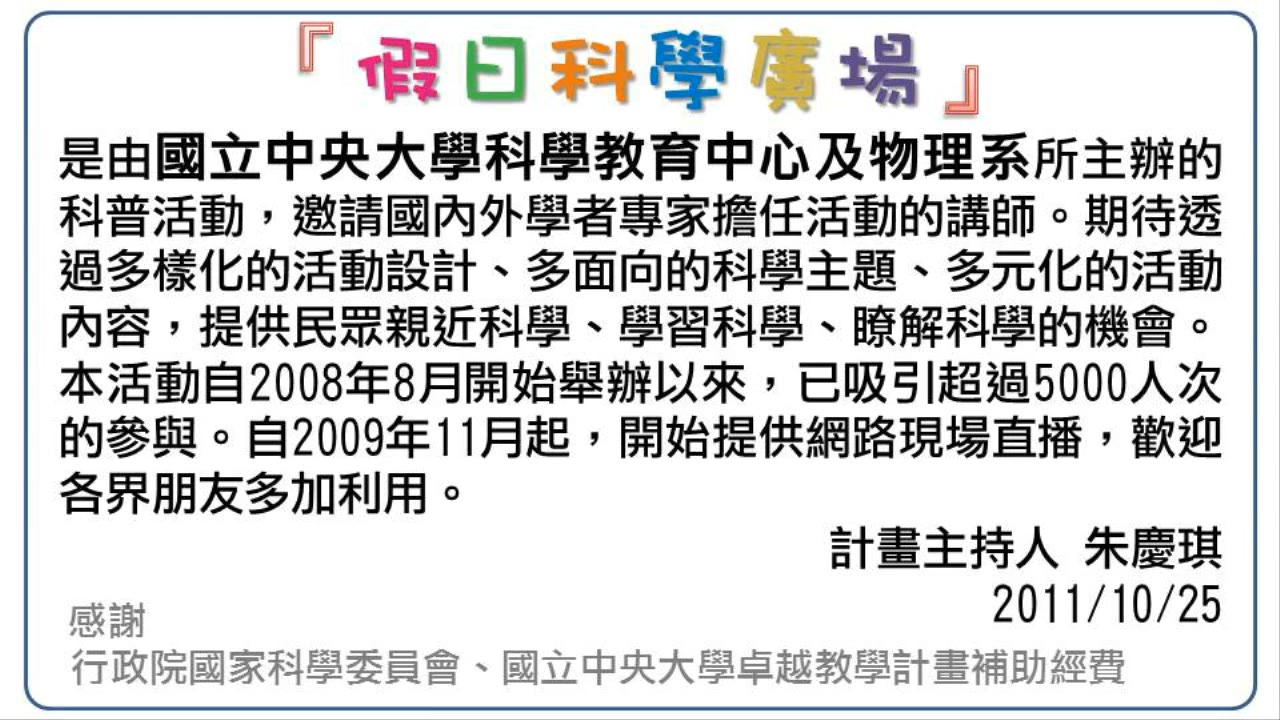 『假日科學廣場』
是由國立中央大學科學教育中心及物理系所主辦的
科普活動，邀請國內外學者專家擔任活動的講師。期待透
過多樣化的活動設計、多面向的科學主題、多元化的活動
內容，提供民眾親近科學、學習科學、瞭解科學的機會。
本活動自2008年8月開始舉辦以來，已吸引超過5000人次
的參與。自2009年11月起，開始提供網路現場直播，歡迎
各界朋友多加利用。
計畫主持人 朱慶琪
2011/10/25
感謝
行政院國家科學委員會、國立中央大學卓越教學計畫補助經費